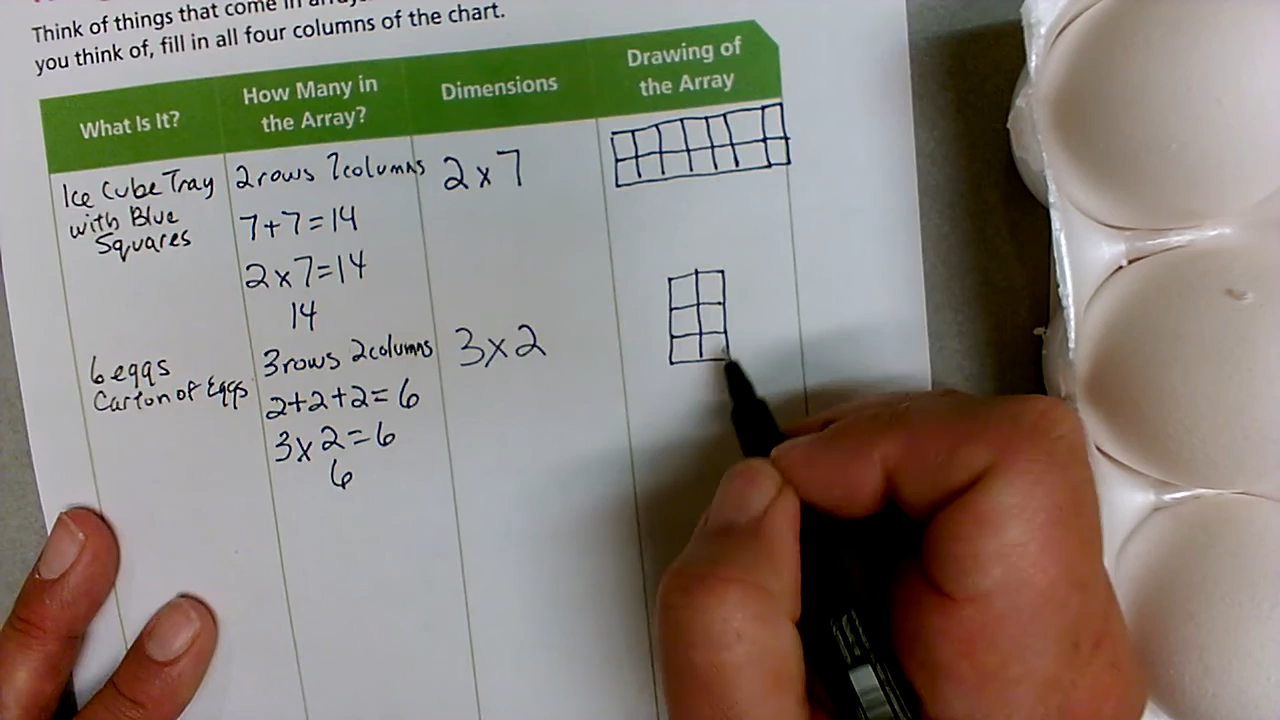 Think of things that come in
you think of, fill in all four columns of the chart.
What Is It?
How Many in
the Array?
Dimensions
Drawing of
the Array
Ice Cube Tray
with Blue
Squares
2 rows 7 columns
7+7=14
2x7=14
14
2x7
6 eggs
Carton of Eggs
3 rows 2 columns
2+2+2=6
3x2=6
6
3x2